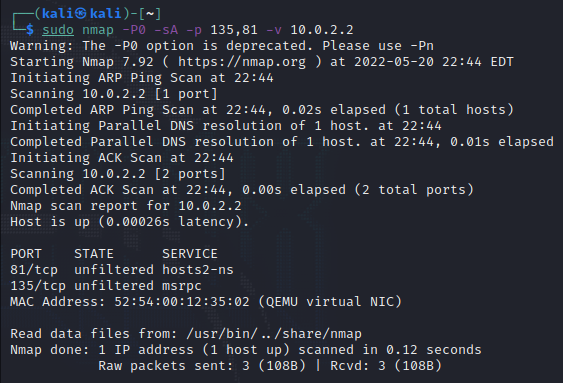 ┌──(kali㉿kali)-[~]
└─$ sudo nmap -P0 -sA -p 135,81 -v 10.0.2.2
Warning: The -P0 option is deprecated. Please use -Pn
Starting Nmap 7.92 ( https://nmap.org ) at 2022-05-20 22:44 EDT
Initiating ARP Ping Scan at 22:44
Scanning 10.0.2.2 [1 port]
Completed ARP Ping Scan at 22:44, 0.02s elapsed (1 total hosts)
Initiating Parallel DNS resolution of 1 host. at 22:44
Completed Parallel DNS resolution of 1 host. at 22:44, 0.01s elapsed
Initiating ACK Scan at 22:44
Scanning 10.0.2.2 [2 ports]
Completed ACK Scan at 22:44, 0.00s elapsed (2 total ports)
Nmap scan report for 10.0.2.2
Host is up (0.00026s latency).

PORT    STATE      SERVICE
81/tcp  unfiltered hosts2-ns
135/tcp unfiltered msrpc
MAC Address: 52:54:00:12:35:02 (QEMU virtual NIC)

Read data files from: /usr/bin/../share/nmap
Nmap done: 1 IP address (1 host up) scanned in 0.12 seconds
           Raw packets sent: 3 (108B) | Rcvd: 3 (108B)